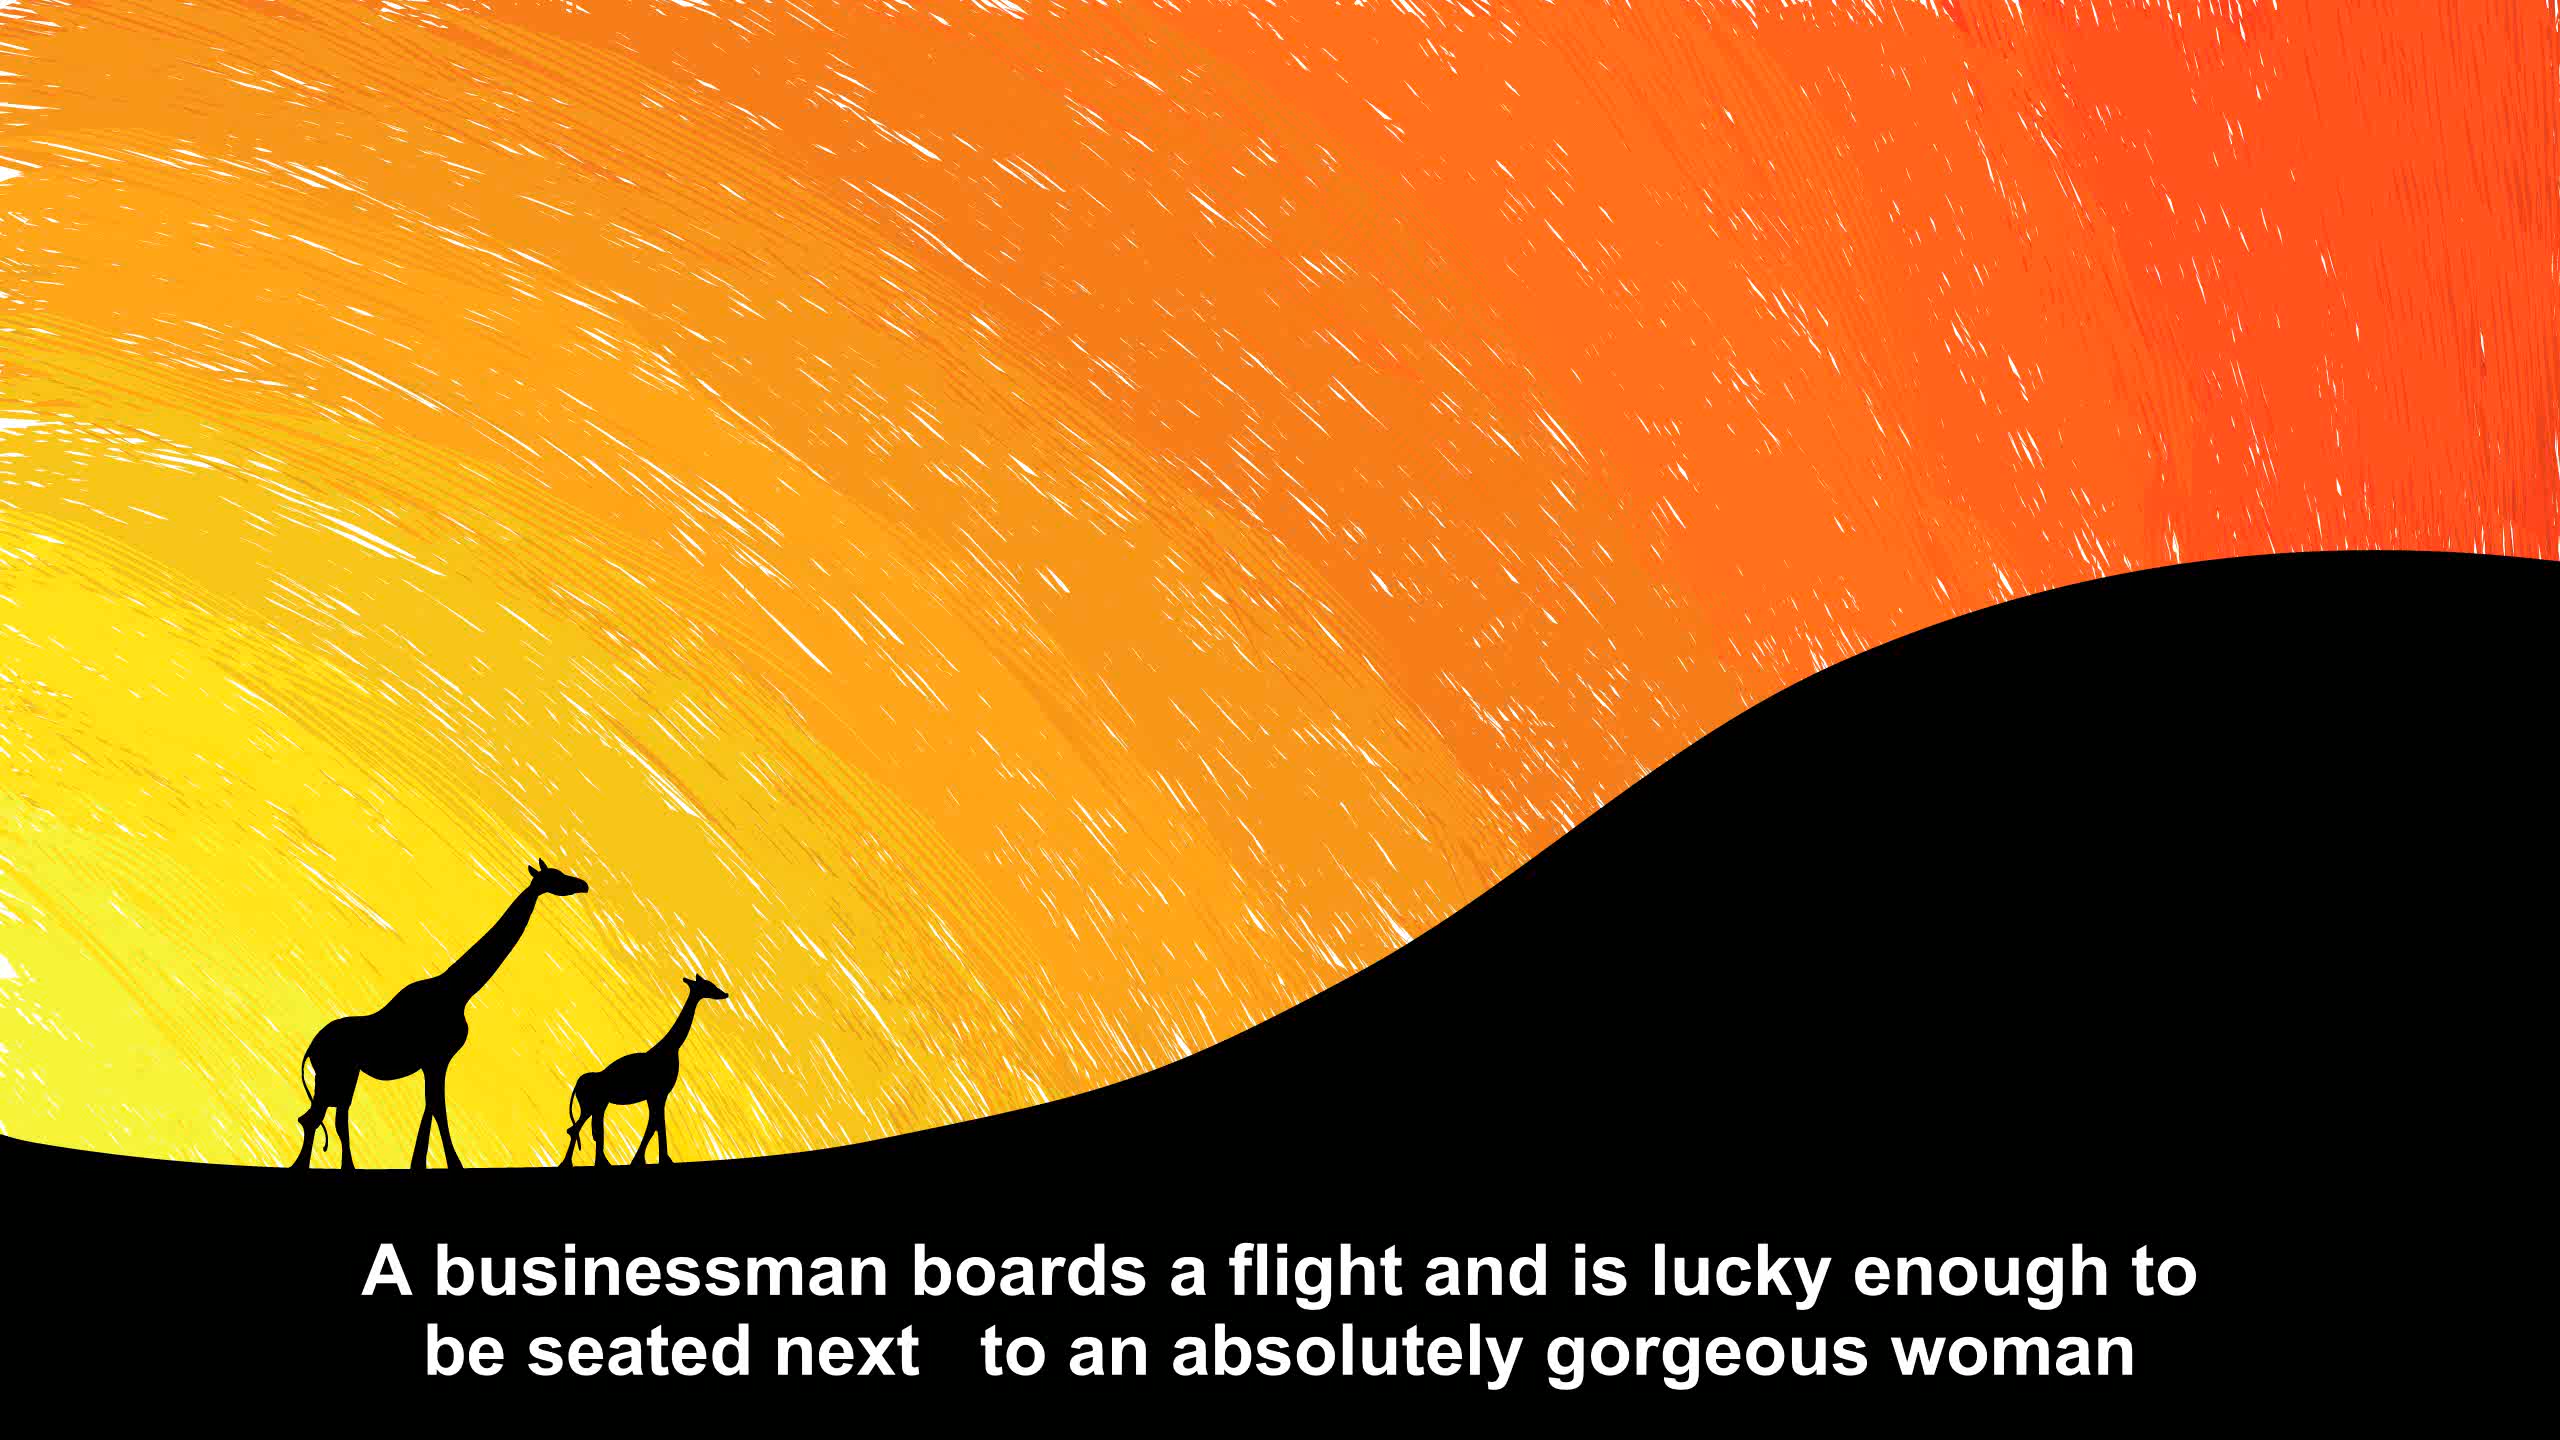 A businessman boards a flight and is lucky enough to
be seated next   to an absolutely gorgeous woman